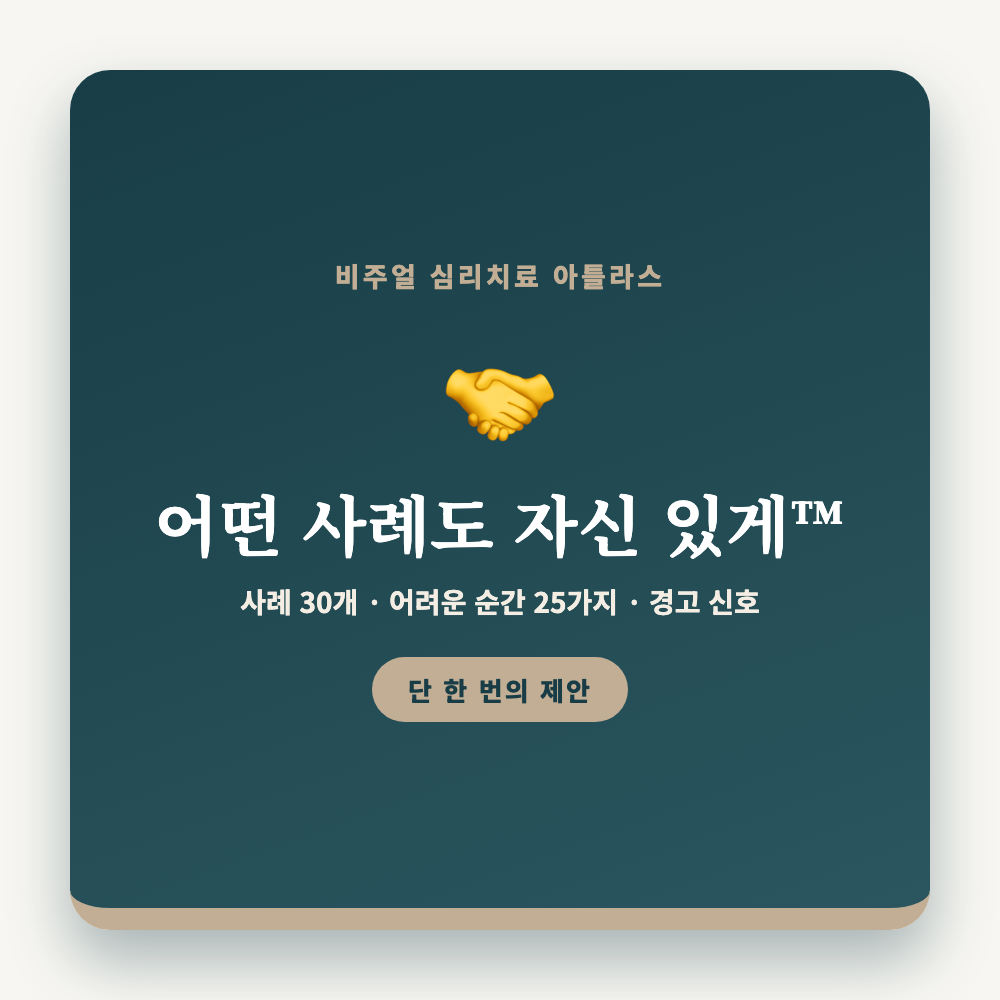 비주얼 심리치료 아틀라스
어떤 사례도 자신 있게™
사례 30개 · 어려운 순간 25가지 · 경고 신호
단 한 번의 제안